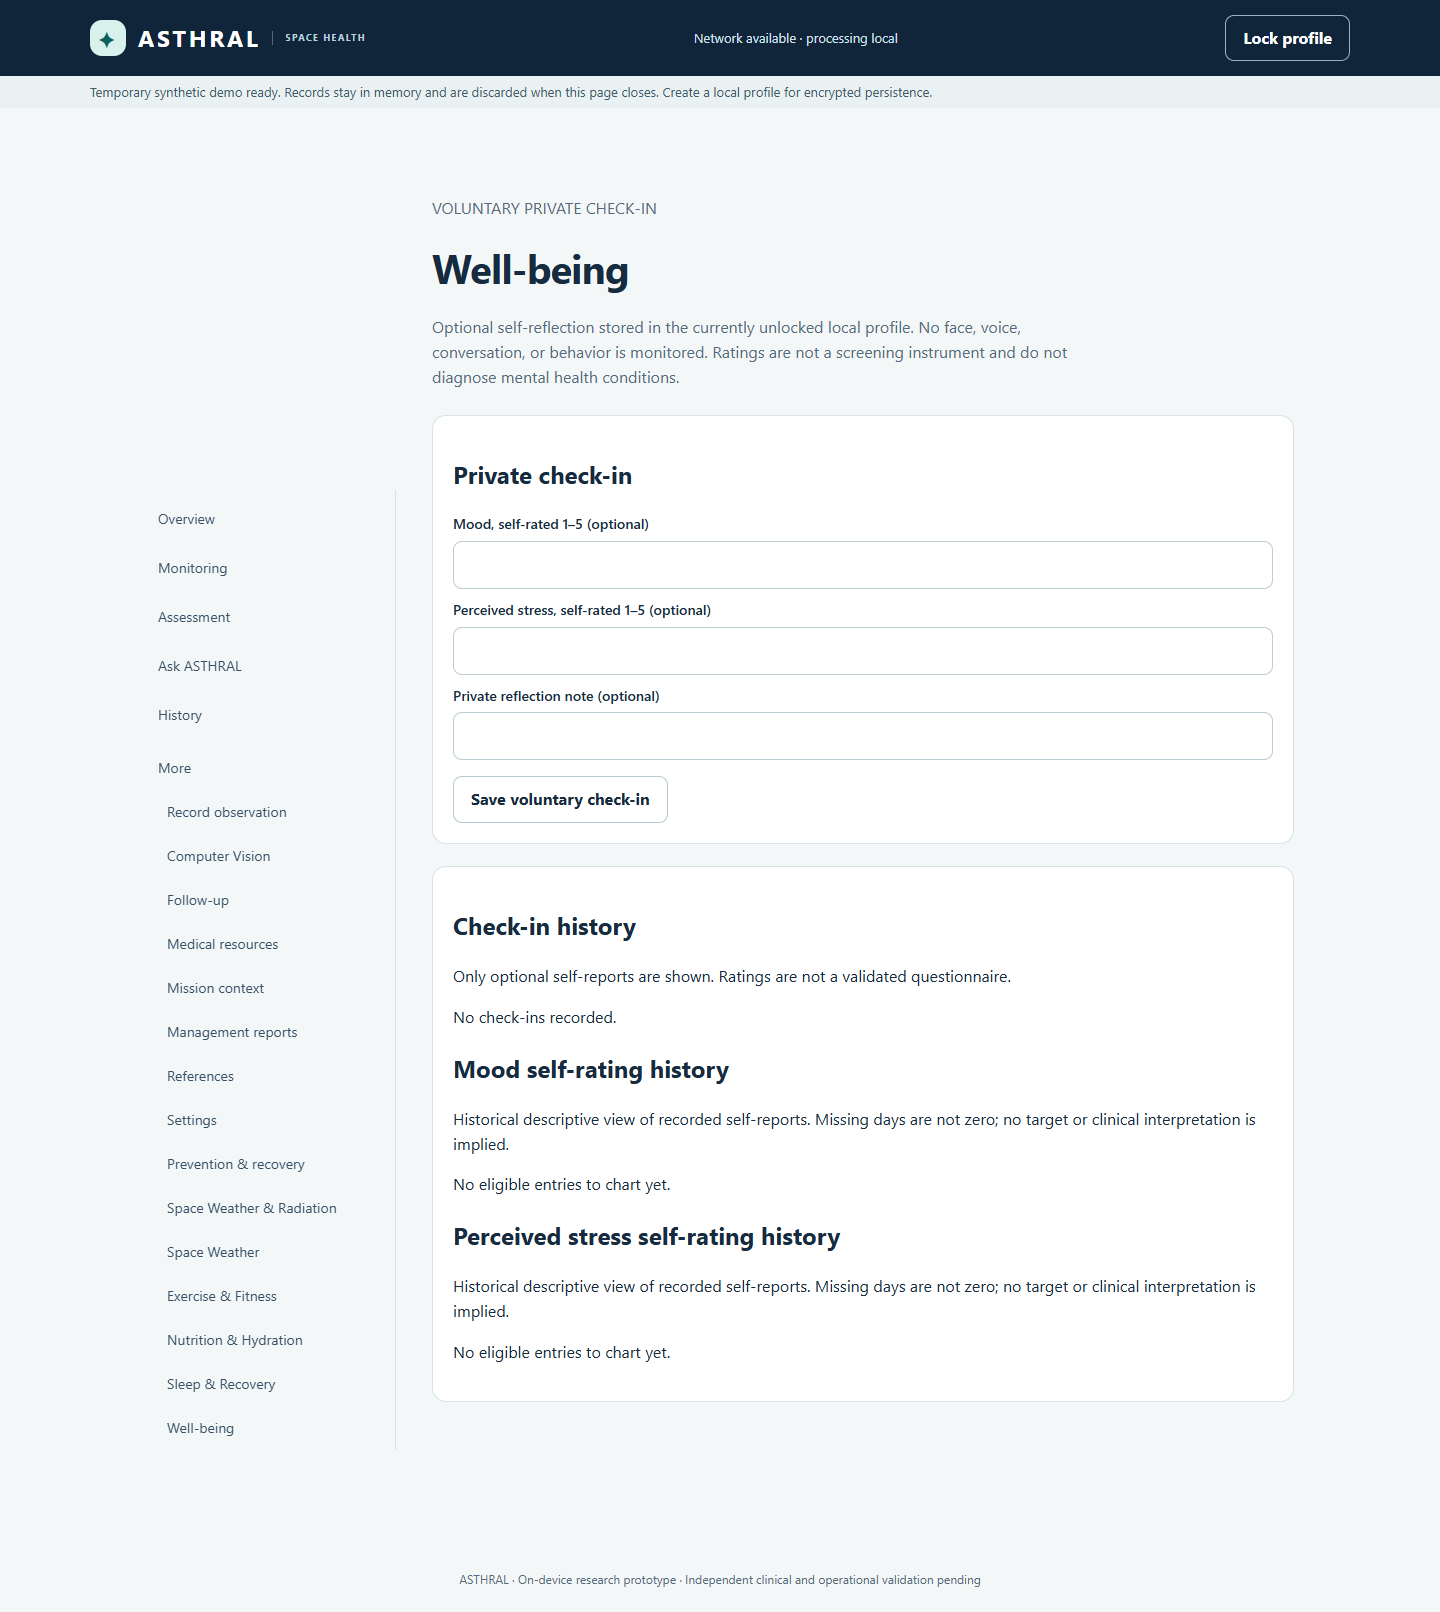 ASTHRAL
SPACE HEALTH
Network available · processing local
Lock profile
Temporary synthetic demo ready. Records stay in memory and are discarded when this page closes. Create a local profile for encrypted persistence.
VOLUNTARY PRIVATE CHECK-IN
Well-being
Optional self-reflection stored in the currently unlocked local profile. No face, voice,
conversation, or behavior is monitored. Ratings are not a screening instrument and do not
diagnose mental health conditions.
Overview
Monitoring
Assessment
Ask ASTHRAL
History
More
Record observation
Computer Vision
Follow-up
Medical resources
Mission context
Management reports
References
Settings
Prevention & recovery
Space Weather & Radiation
Space Weather
Exercise & Fitness
Nutrition & Hydration
Sleep & Recovery
Well-being
Private check-in
Mood, self-rated 1–5 (optional)
Perceived stress, self-rated 1–5 (optional)
Private reflection note (optional)
Save voluntary check-in
Check-in history
Only optional self-reports are shown. Ratings are not a validated questionnaire.
No check-ins recorded.
Mood self-rating history
Historical descriptive view of recorded self-reports. Missing days are not zero; no target or clinical interpretation is
implied.
No eligible entries to chart yet.
Perceived stress self-rating history
Historical descriptive view of recorded self-reports. Missing days are not zero; no target or clinical interpretation is
implied.
No eligible entries to chart yet.
ASTHRAL · On-device research prototype · Independent clinical and operational validation pending